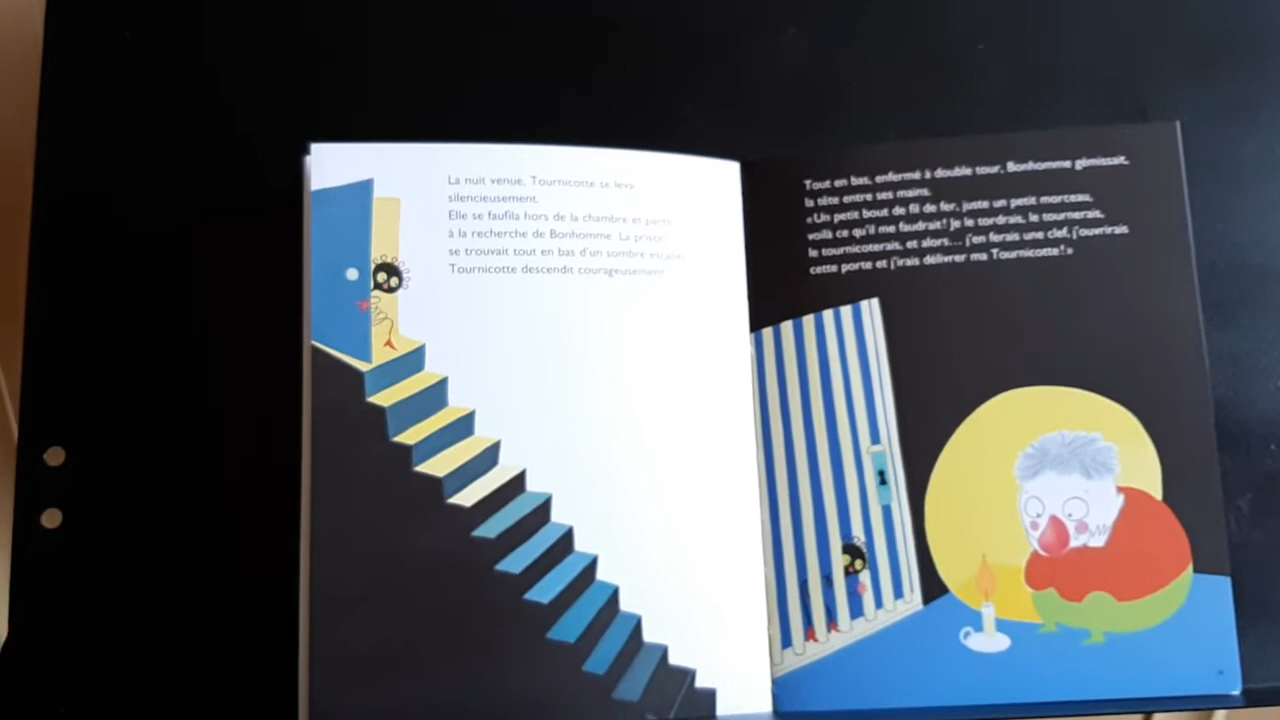 La nuit venue, Tournicotte se leva
silencieusement.
Elle se faufila hors de la chambre et partit
à la recherche de Bonhomme. La prison
se trouvait tout en bas d'un sombre escalier.
Tournicotte descendit courageusement.
Tout en bas, enfermé à double tour, Bonhomme gémissait,
la tête entre ses mains.
«Un petit bout de fil de fer, juste un petit morceau,
voilà ce qu'il me faudrait! Je le tordrais, le tournerais,
le tournicoterais, et alors... j'en ferais une clef, j'ouvrirais
cette porte et j'irais délivrer ma Tournicotte!»